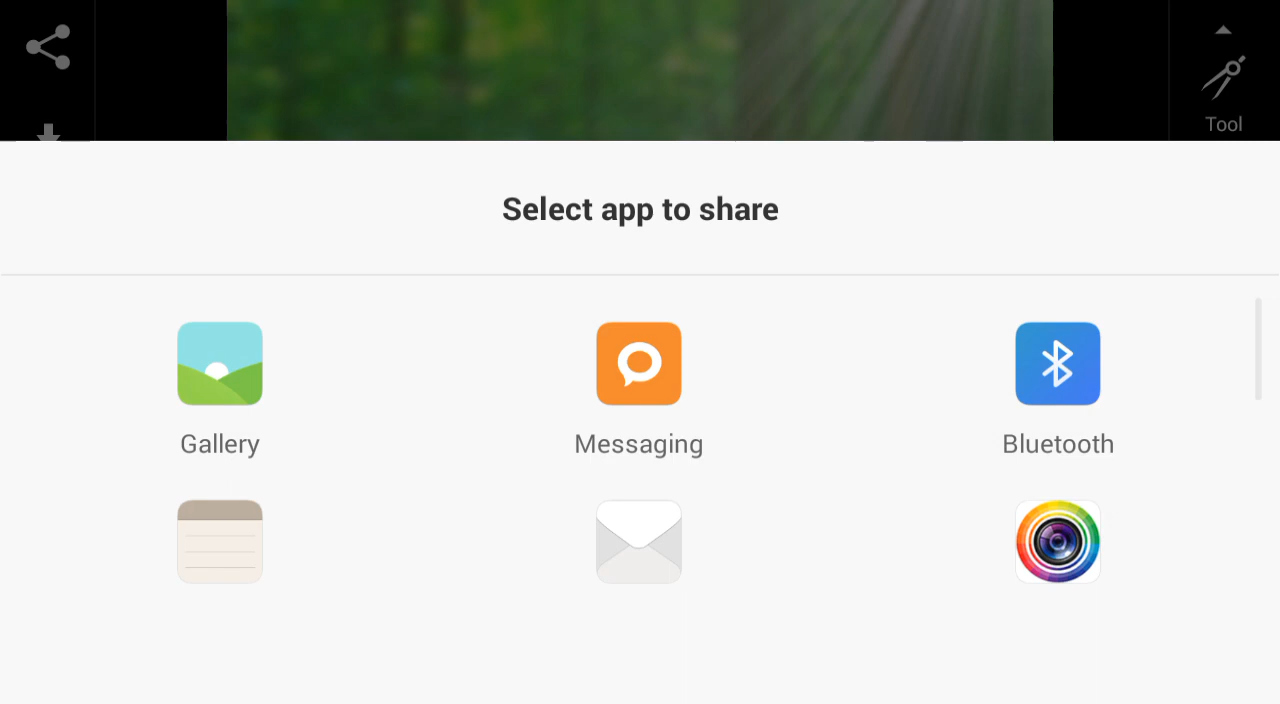 Tool
Select app to share
Gallery
Messaging
Bluetooth